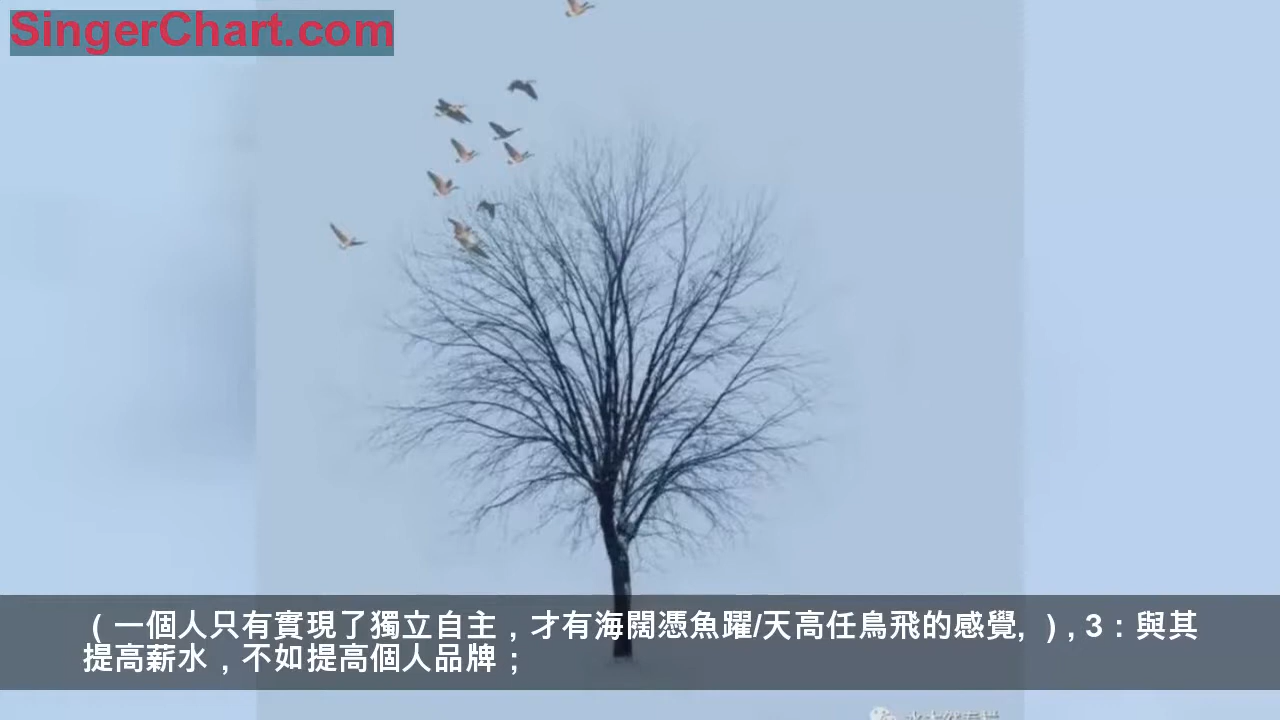 SingerChart.com
（一個人只有實現了獨立自主，才有海闊憑魚躍/天高任鳥飛的感覺, ）, 3：與其
提高薪水，不如提高個人品牌；